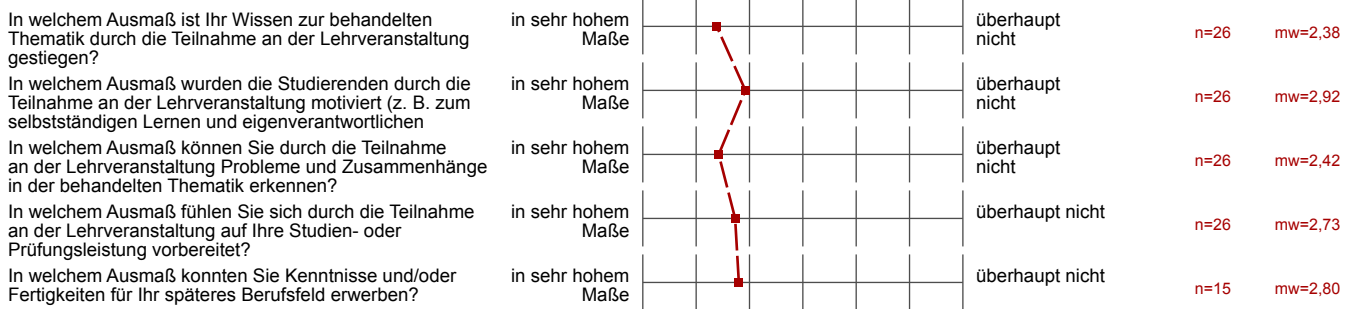 In welchem Ausmaß ist Ihr Wissen zur behandelten
Thematik durch die Teilnahme an der Lehrveranstaltung
gestiegen?
in sehr hohem
Maße
überhaupt
nicht
n=26
mw=2,38
In welchem Ausmaß wurden die Studierenden durch die
Teilnahme an der Lehrveranstaltung motiviert (z. B. zum
selbstständigen Lernen und eigenverantwortlichen
in sehr hohem
Maße
überhaupt
nicht
n=26
mw=2,92
In welchem Ausmaß können Sie durch die Teilnahme
an der Lehrveranstaltung Probleme und Zusammenhänge
in der behandelten Thematik erkennen?
in sehr hohem
Maße
überhaupt
nicht
n=26
mw=2,42
In welchem Ausmaß fühlen Sie sich durch die Teilnahme
an der Lehrveranstaltung auf Ihre Studien- oder
Prüfungsleistung vorbereitet?
in sehr hohem
Maße
überhaupt nicht
n=26
mw=2,73
In welchem Ausmaß konnten Sie Kenntnisse und/oder
Fertigkeiten für Ihr späteres Berufsfeld erwerben?
in sehr hohem
Maße
überhaupt nicht
n=15
mw=2,80